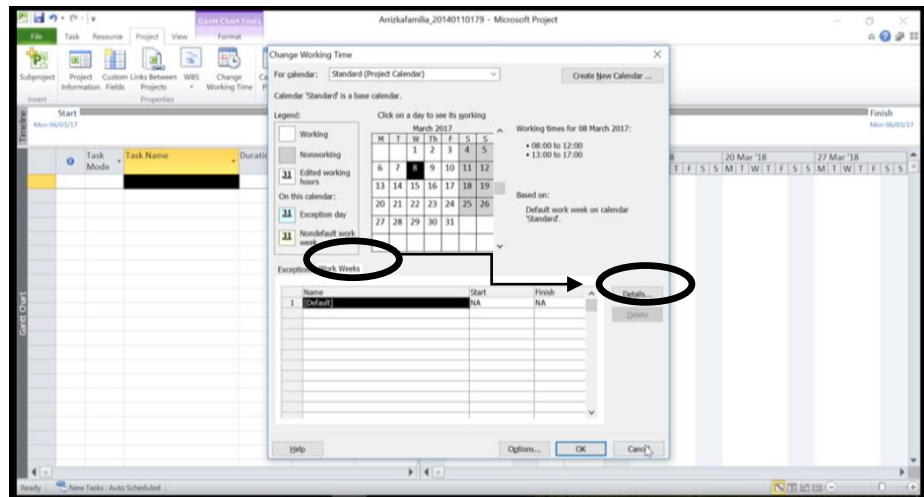 Gantt Chart Tools
Arrizkafamilia_20140110179 - Microsoft Project
File Task Resource Project View Format
Subproject
Project Information
Custom Fields
Links Between Projects
WBS
Change Working Time
Insert
Properties
Timeline
Start
Mon 06/03/17
Finish
Mon 06/03/17
Task Mode
Task Name
Duratio
20 Mar '18
27 Mar '18
T F S S M T W T F S S M T W T F S S
Gantt Chart
Change Working Time
For calendar: Standard (Project Calendar)
Create New Calendar ...
Calendar 'Standard' is a base calendar.
Legend:
Working
Nonworking
31 Edited working hours
On this calendar:
31 Exception day
31 Nondefault work week
Click on a day to see its working
March 2017
M T W Th F S S
1 2 3 4 5
6 7 8 9 10 11 12
13 14 15 16 17 18 19
20 21 22 23 24 25 26
27 28 29 30 31
Working times for 08 March 2017:
• 08:00 to 12:00
• 13:00 to 17:00
Based on:
Default work week on calendar
'Standard'.
Exceptions Work Weeks
Name Start Finish
1 [Default] NA NA
Details...
Delete
Help
Options...
OK
Cancel
Ready New Tasks : Auto Scheduled